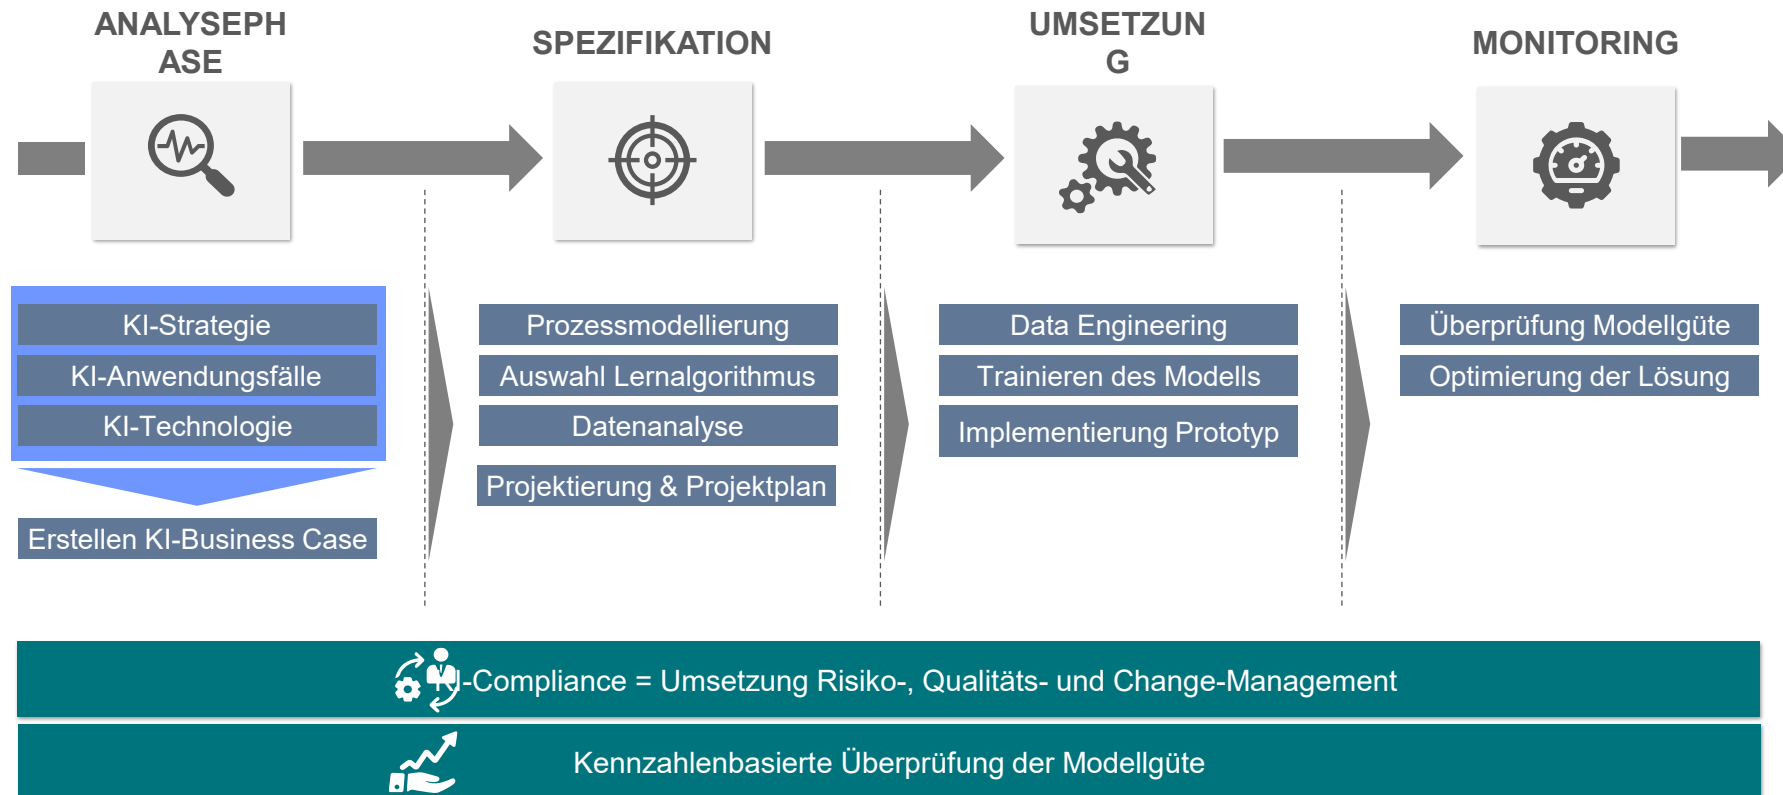 ANALYSEPH
ASE
SPEZIFIKATION
UMSETZUN
G
MONITORING
KI-Strategie
KI-Anwendungsfälle
KI-Technologie
Erstellen KI-Business Case
Prozessmodellierung
Auswahl Lernalgorithmus
Datenanalyse
Projektierung & Projektplan
Data Engineering
Trainieren des Modells
Implementierung Prototyp
Überprüfung Modellgüte
Optimierung der Lösung
KI-Compliance = Umsetzung Risiko-, Qualitäts- und Change-Management
Kennzahlenbasierte Überprüfung der Modellgüte